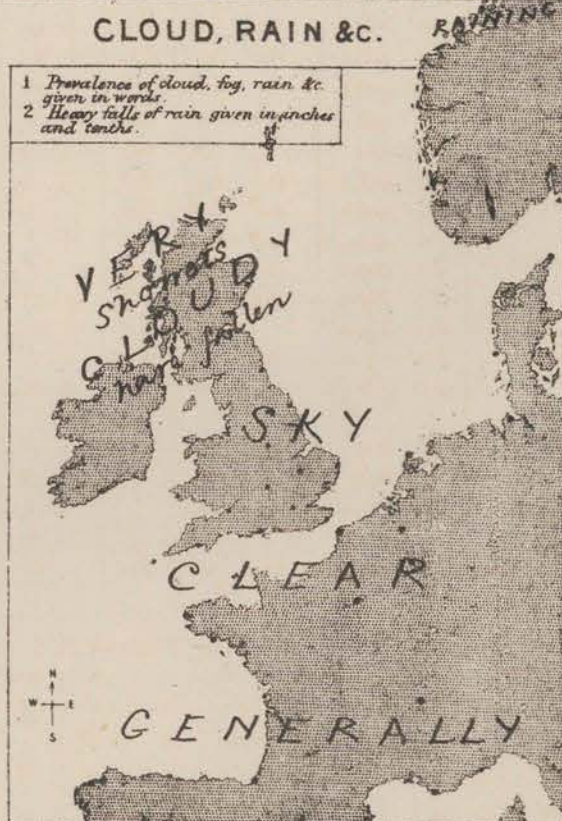 CLOUD, RAIN &c.
RAINING
1 Prevalence of cloud, fog, rain &c.
given in words.
2 Heavy falls of rain given in inches
and tenths.
VERY
Showers
CLOUDY
have fallen
SKY
CLEAR
N
W E
S
GENERALLY